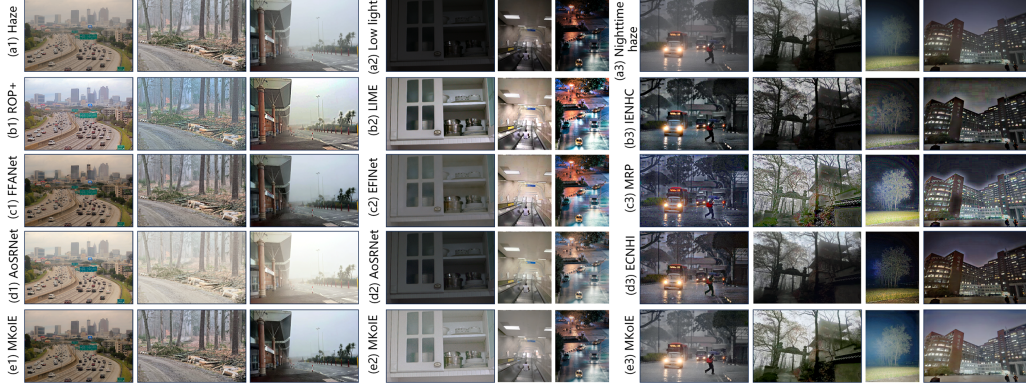 (a1) Haze
(b1) ROP+
(c1) FFANet
(d1) AoSRNet
(e1) MKoIE
(a2) Low light
(b2) LIME
(c2) EFINet
(d2) AoSRNet
(e2) MKoIE
(a3) Nighttime
haze
(b3) IENHC
(c3) MRP
(d3) ECNHI
(e3) MKoIE